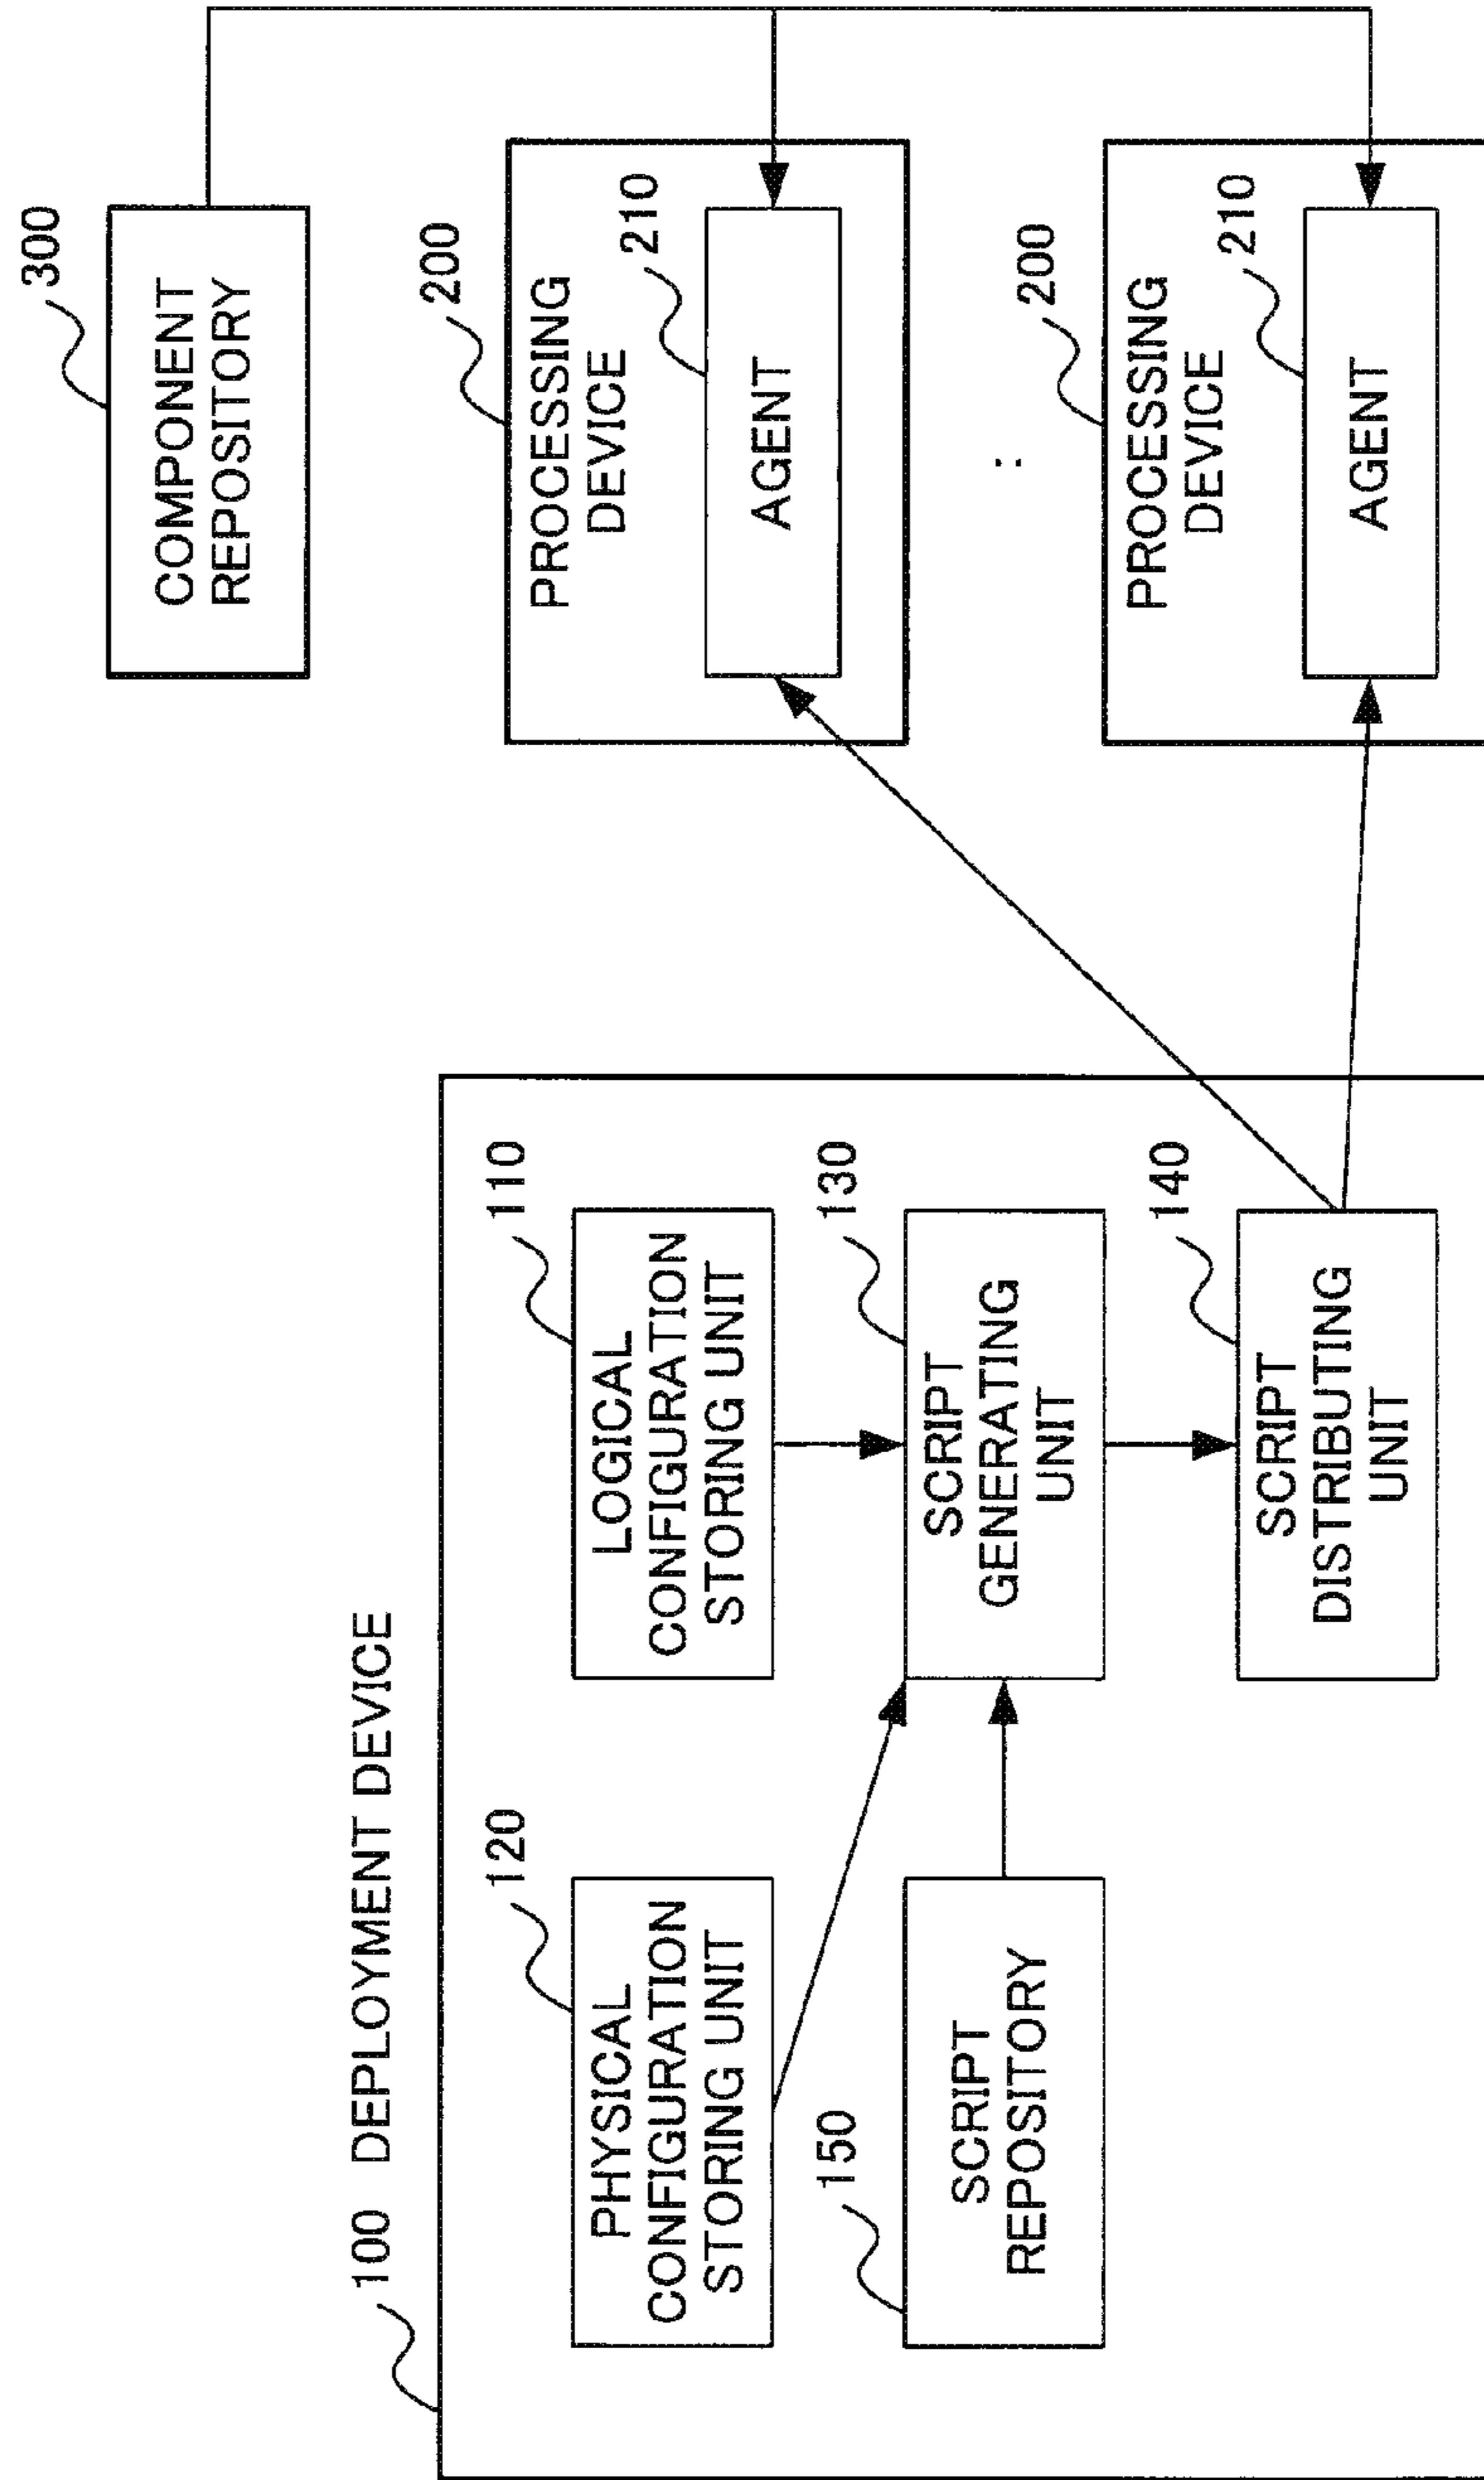 100 DEPLOYMENT DEVICE
120
PHYSICAL
CONFIGURATION
STORING UNIT
110
LOGICAL
CONFIGURATION
STORING UNIT
150
SCRIPT
REPOSITORY
130
SCRIPT
GENERATING
UNIT
140
SCRIPT
DISTRIBUTING
UNIT
300
COMPONENT
REPOSITORY
200
PROCESSING
DEVICE
210
AGENT
:
200
PROCESSING
DEVICE
210
AGENT